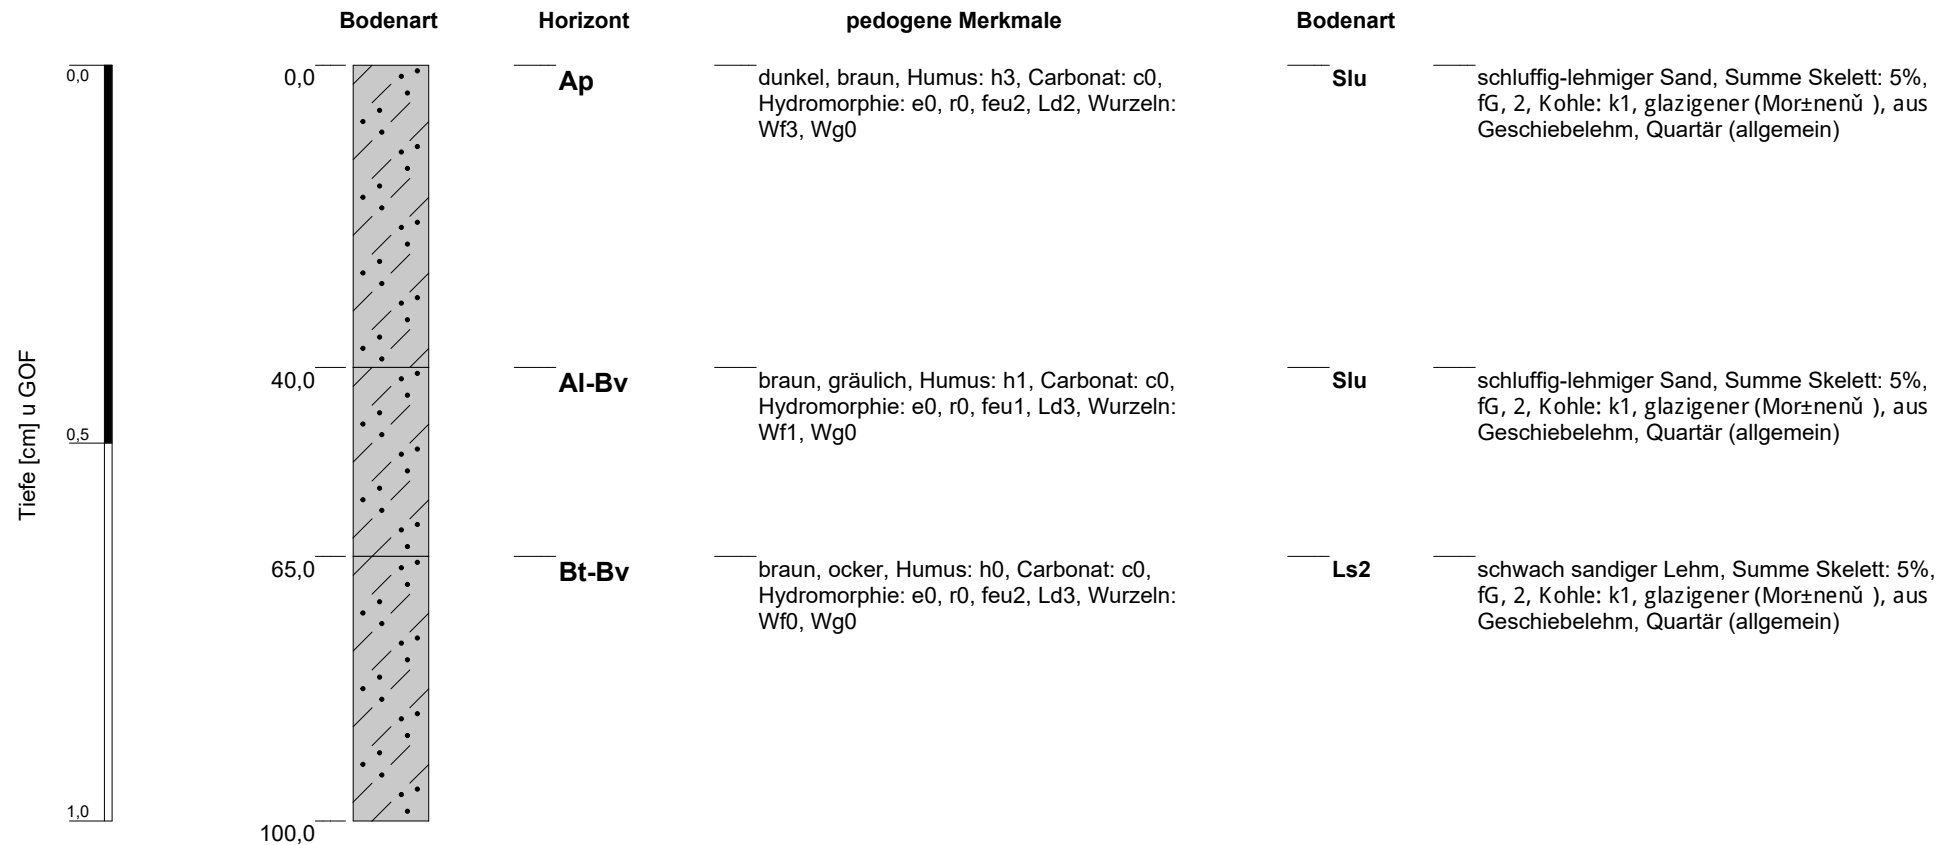 Bodenart Horizont pedogene Merkmale Bodenart
Tiefe [cm] u GOF
0,0
0,5
1,0
0,0
Ap
dunkel, braun, Humus: h3, Carbonat: c0,
Hydromorphie: e0, r0, feu2, Ld2, Wurzeln:
Wf3, Wg0
Slu
schluffig-lehmiger Sand, Summe Skelett: 5%,
fG, 2, Kohle: k1, glazigener (Mor±nenǔ ), aus
Geschiebelehm, Quartär (allgemein)
40,0
Al-Bv
braun, gräulich, Humus: h1, Carbonat: c0,
Hydromorphie: e0, r0, feu1, Ld3, Wurzeln:
Wf1, Wg0
Slu
schluffig-lehmiger Sand, Summe Skelett: 5%,
fG, 2, Kohle: k1, glazigener (Mor±nenǔ ), aus
Geschiebelehm, Quartär (allgemein)
65,0
Bt-Bv
braun, ocker, Humus: h0, Carbonat: c0,
Hydromorphie: e0, r0, feu2, Ld3, Wurzeln:
Wf0, Wg0
Ls2
schwach sandiger Lehm, Summe Skelett: 5%,
fG, 2, Kohle: k1, glazigener (Mor±nenǔ ), aus
Geschiebelehm, Quartär (allgemein)
100,0